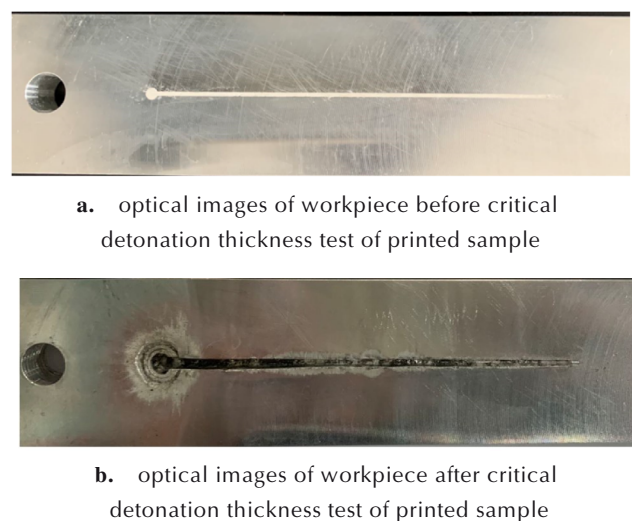 a. optical images of workpiece before critical
detonation thickness test of printed sample
b. optical images of workpiece after critical
detonation thickness test of printed sample